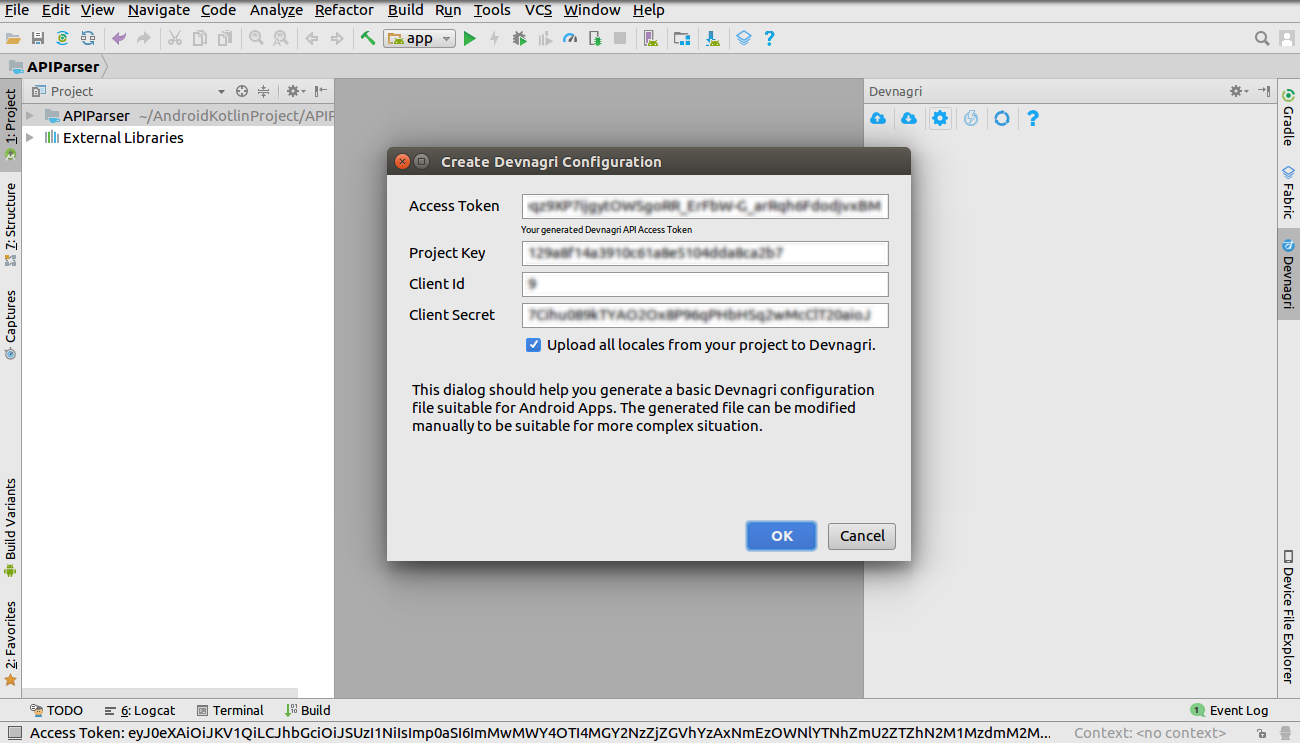 File Edit View Navigate Code Analyze Refactor Build Run Tools VCS Window Help
app
APIParser
Project
Devnagri
APIParser ~/AndroidKotlinProject/APIP
External Libraries
1: Project
7: Structure
Captures
Build Variants
2: Favorites
Create Devnagri Configuration
Access Token
Your generated Devnagri API Access Token
Project Key
Client Id
Client Secret
Upload all locales from your project to Devnagri.
This dialog should help you generate a basic Devnagri configuration
file suitable for Android Apps. The generated file can be modified
manually to be suitable for more complex situation.
OK Cancel
Gradle
Fabric
Devnagri
Device File Explorer
TODO 6: Logcat Terminal Build 1 Event Log
Access Token: Context: <no context>